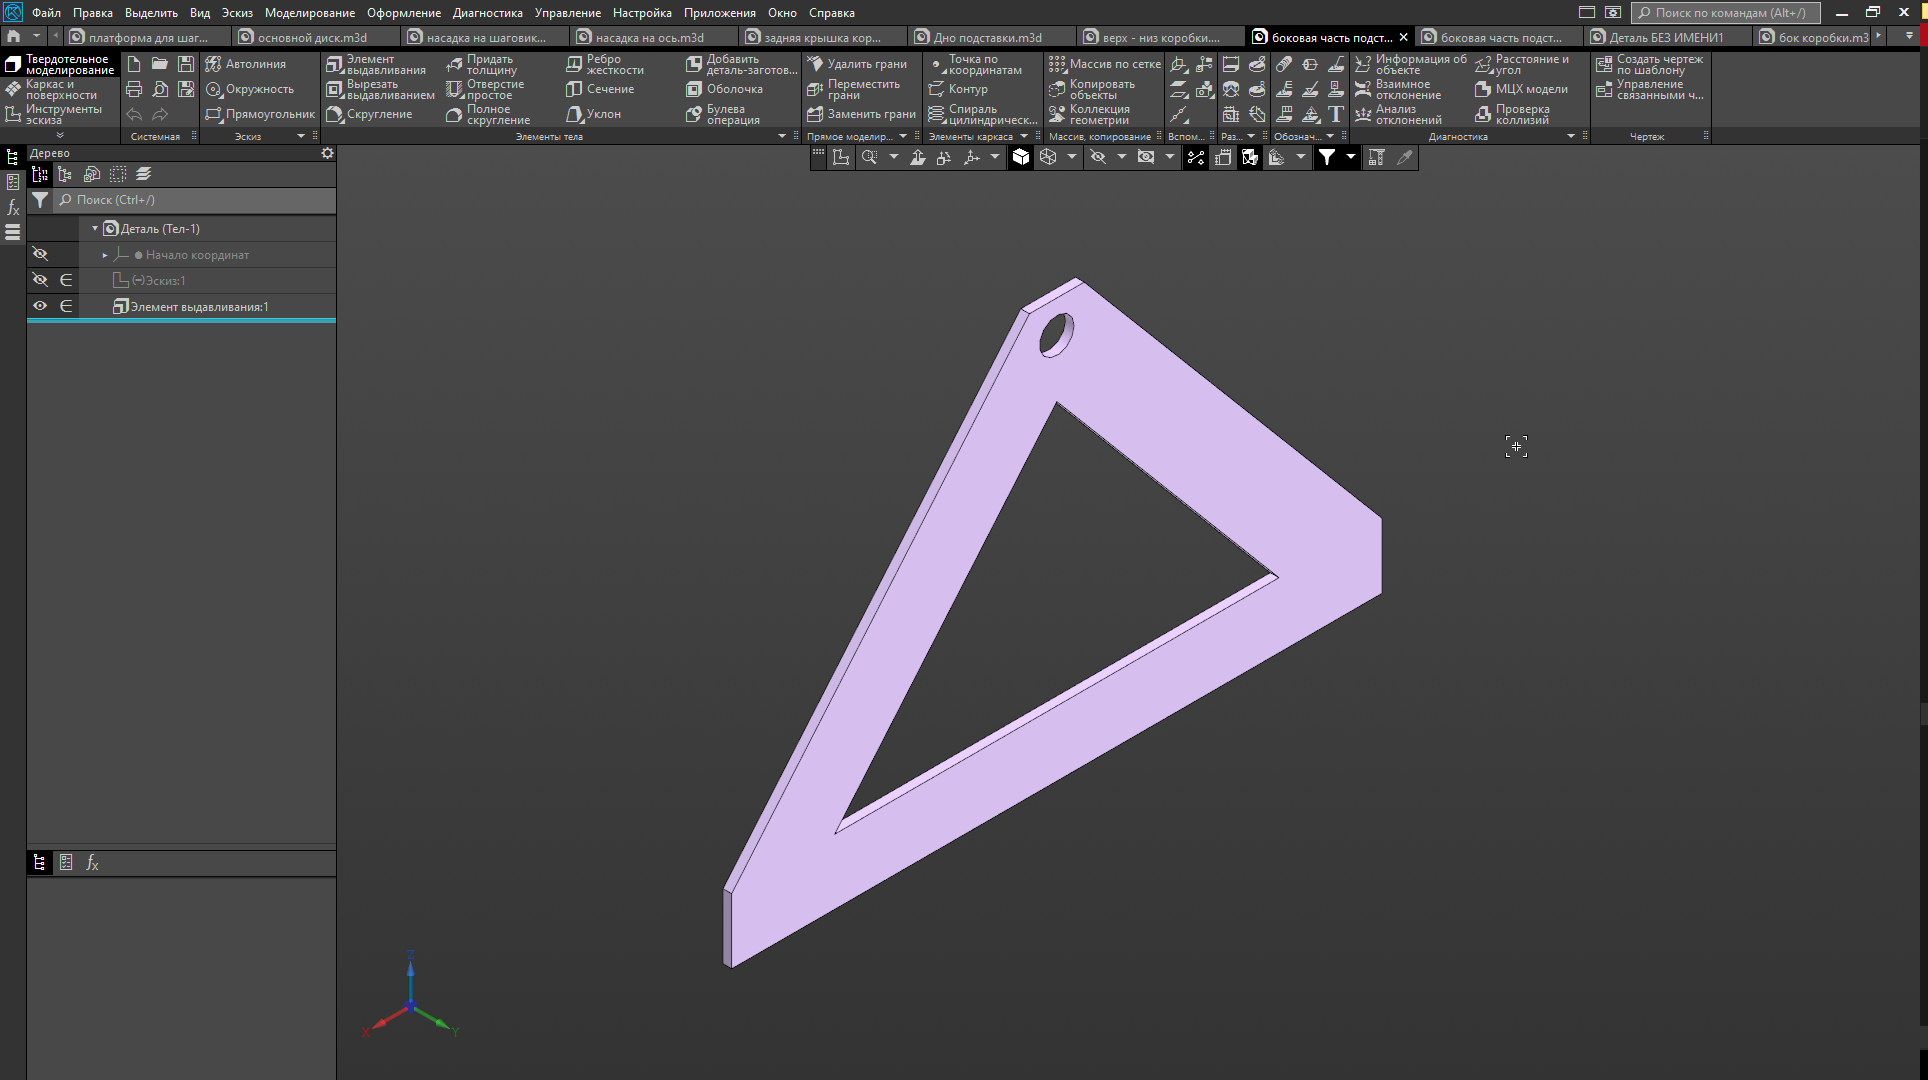 Файл Правка Выделить Вид Эскиз Моделирование Оформление Диагностика Управление Настройка Приложения Окно Справка Поиск по командам (Alt+/)
платформа для шаг... основной диск.m3d насадка на шаговик... насадка на ось.m3d задняя крышка кор... Дно подставки.m3d верх - низ коробки.... боковая часть подст... боковая часть подст... Деталь БЕЗ ИМЕНИ1 бок коробки.m3
Твердотельное моделирование
Каркас и поверхности
Инструменты эскиза
Системная
Автолиния
Окружность
Прямоугольник
Эскиз
Элемент выдавливания
Вырезать выдавливанием
Скругление
Придать толщину
Отверстие простое
Полное скругление
Ребро жесткости
Сечение
Уклон
Добавить деталь-заготов...
Оболочка
Булева операция
Элементы тела
Удалить грани
Переместить грани
Заменить грани
Прямое моделир...
Точка по координатам
Контур
Спираль цилиндрическ...
Элементы каркаса
Массив по сетке
Копировать объекты
Коллекция геометрии
Массив, копирование
Вспом...
Раз...
Обознач...
Информация об объекте
Взаимное отклонение
Анализ отклонений
Расстояние и угол
МЦХ модели
Проверка коллизий
Диагностика
Создать чертеж по шаблону
Управление связанными ч...
Чертеж
Дерево
Поиск (Ctrl+/)
Деталь (Тел-1)
Начало координат
(-)Эскиз:1
Элемент выдавливания:1
Z
X
Y